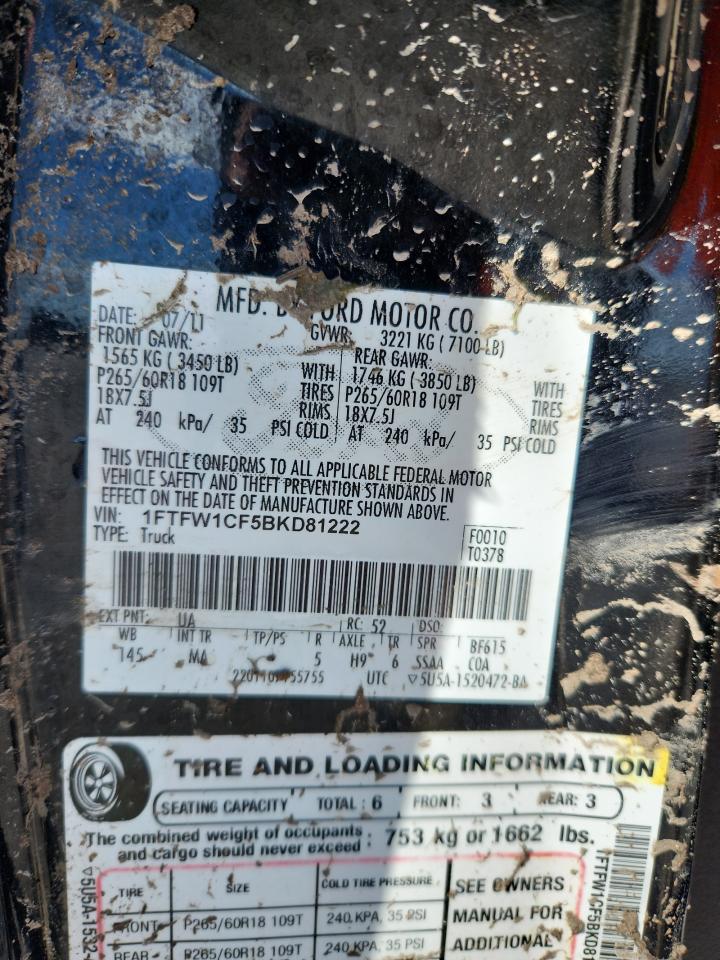 MFD. BY FORD MOTOR CO.
DATE: 07/11 GVWR: 3221 KG ( 7100 LB)
FRONT GAWR: REAR GAWR:
1565 KG ( 3450 LB) WITH 1746 KG ( 3850 LB) WITH
P265/60R18 109T TIRES P265/60R18 109T TIRES
18X7.5J RIMS 18X7.5J RIMS
AT 240 kPa/ 35 PSI COLD AT 240 kPa/ 35 PSI COLD
THIS VEHICLE CONFORMS TO ALL APPLICABLE FEDERAL MOTOR
VEHICLE SAFETY AND THEFT PREVENTION STANDARDS IN
EFFECT ON THE DATE OF MANUFACTURE SHOWN ABOVE.
VIN: 1FTFW1CF5BKD81222
TYPE: Truck
F0010
T0378
EXT PNT: UA RC: 52 DSO:
WB INT TR TP/PS R AXLE TR SPR BF615
145 MA 5 H9 6 SSAA COA
UTC ▽5U5A-1520472-BA
TIRE AND LOADING INFORMATION
SEATING CAPACITY TOTAL : 6 FRONT: 3 REAR: 3
The combined weight of occupants : 753 kg or 1662 lbs.
and cargo should never exceed
TIRE SIZE COLD TIRE PRESSURE SEE OWNERS
FRONT P265/60R18 109T 240 KPA, 35 PSI MANUAL FOR
REAR P265/60R18 109T 240 KPA, 35 PSI ADDITIONAL
▽5U5A-1532
1FTFW1CF5BKD8